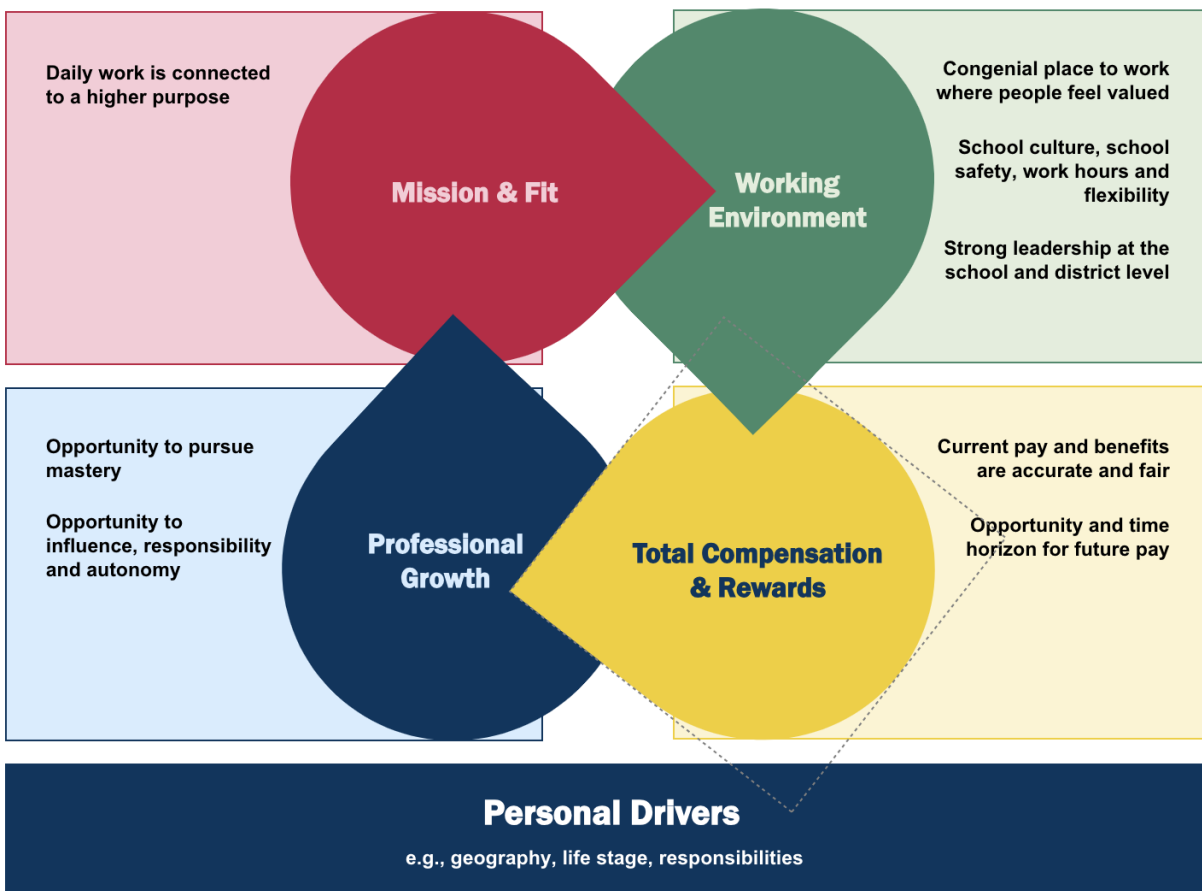 Daily work is connected
to a higher purpose
Mission & Fit
Working
Environment
Congenial place to work
where people feel valued
School culture, school
safety, work hours and
flexibility
Strong leadership at the
school and district level
Opportunity to pursue
mastery
Opportunity to
influence, responsibility
and autonomy
Professional
Growth
Total Compensation
& Rewards
Current pay and benefits
are accurate and fair
Opportunity and time
horizon for future pay
Personal Drivers
e.g., geography, life stage, responsibilities